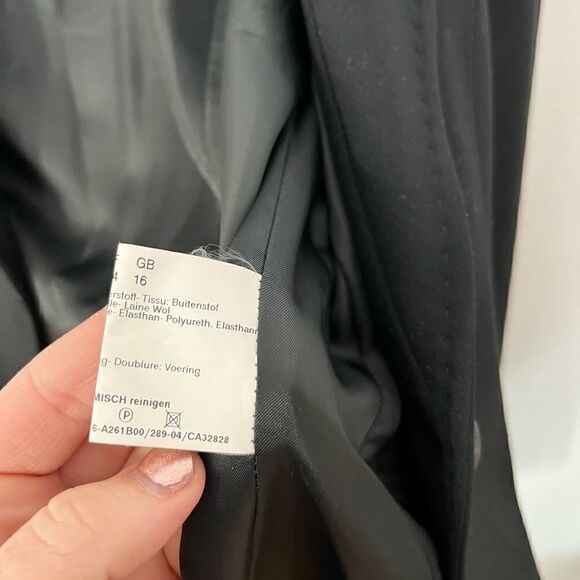 GB
4 16
erstoff- Tissu: Buitenstof
le- Laine Wol
e- Elasthan- Polyureth. Elasthann
g- Doublure: Voering
MISCH reinigen
P
6-A261B00/289-04/CA32828